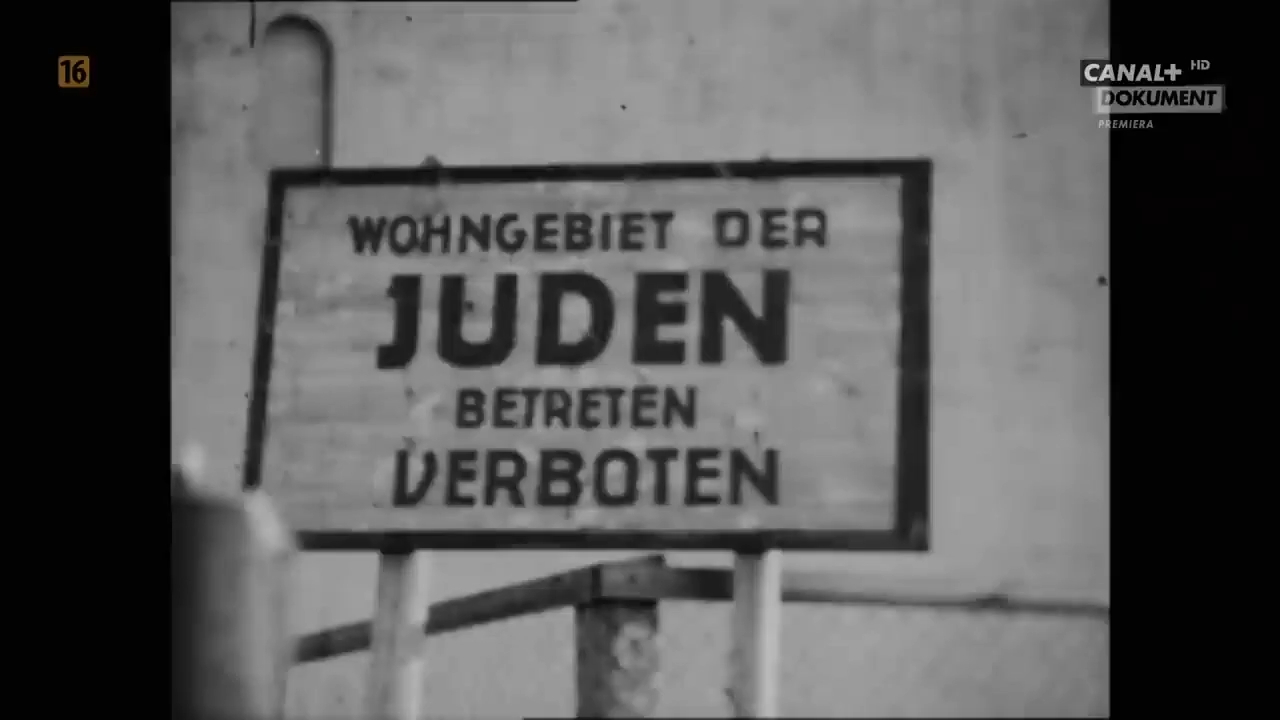 16
CANAL+ HD
DOKUMENT
PREMIERA
WOHNGEBIET DER
JUDEN
BETRETEN
VERBOTEN